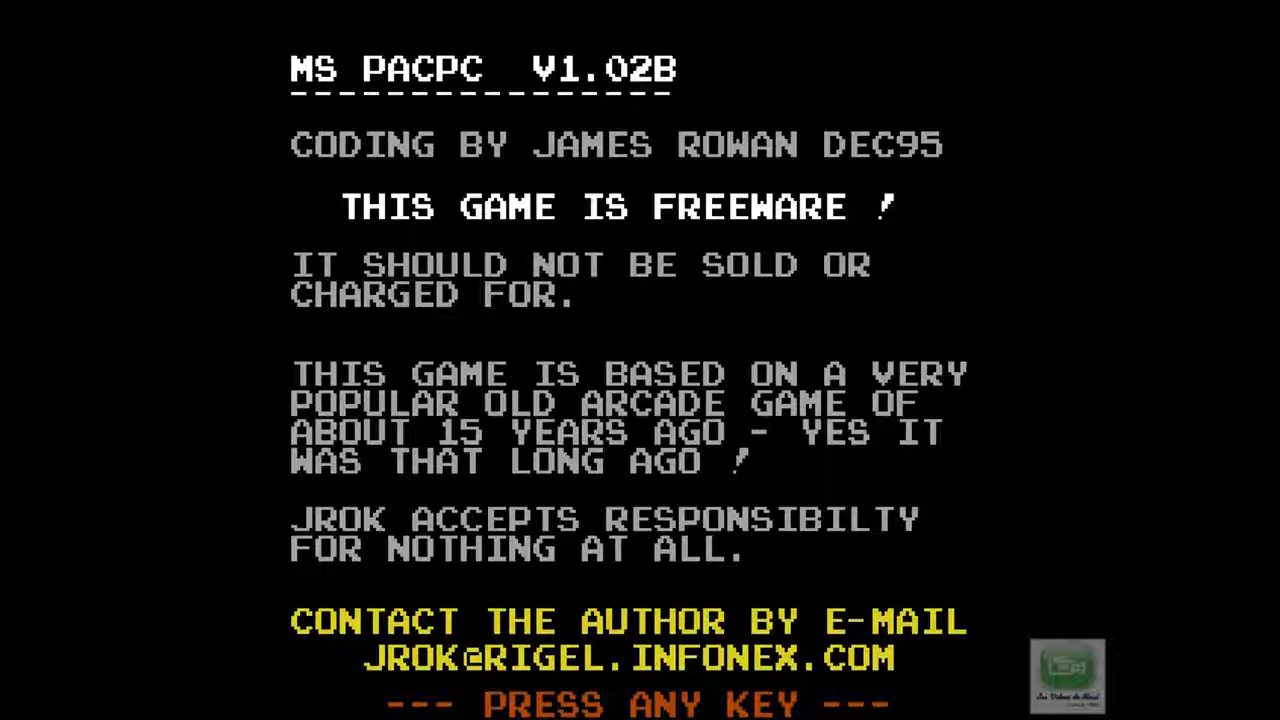 MS PACPC V1.02B
----------------
CODING BY JAMES ROWAN DEC95
THIS GAME IS FREEWARE !
IT SHOULD NOT BE SOLD OR
CHARGED FOR.
THIS GAME IS BASED ON A VERY
POPULAR OLD ARCADE GAME OF
ABOUT 15 YEARS AGO - YES IT
WAS THAT LONG AGO !
JROK ACCEPTS RESPONSIBILTY
FOR NOTHING AT ALL.
CONTACT THE AUTHOR BY E-MAIL
JROK@RIGEL.INFONEX.COM
--- PRESS ANY KEY ---